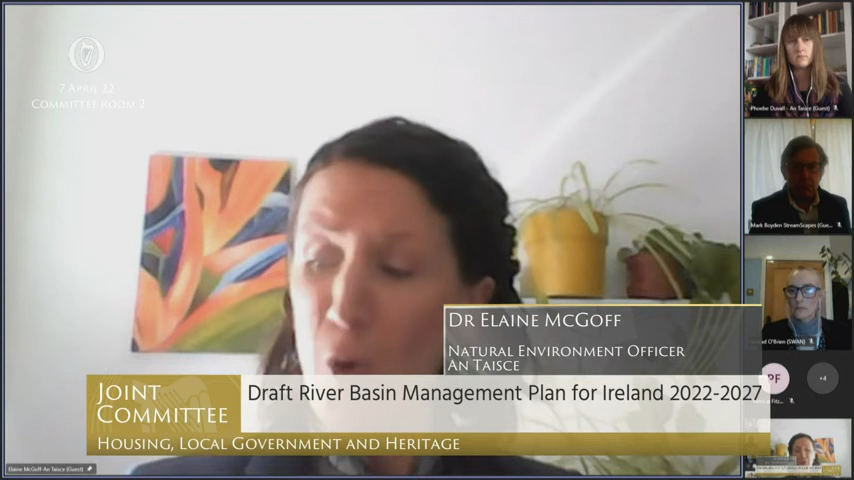 7 April 22
Committee Room 2
Phoebe Duvall - An Taisce (Guest)
Mark Boyden StreamScapes (Gue...
O'Brien (SWAN)
PF
+4
Dr Elaine McGoff
Natural Environment Officer
An Taisce
Joint
Committee
Draft River Basin Management Plan for Ireland 2022-2027
Housing, Local Government and Heritage
Elaine McGoff-An Taisce (Guest)